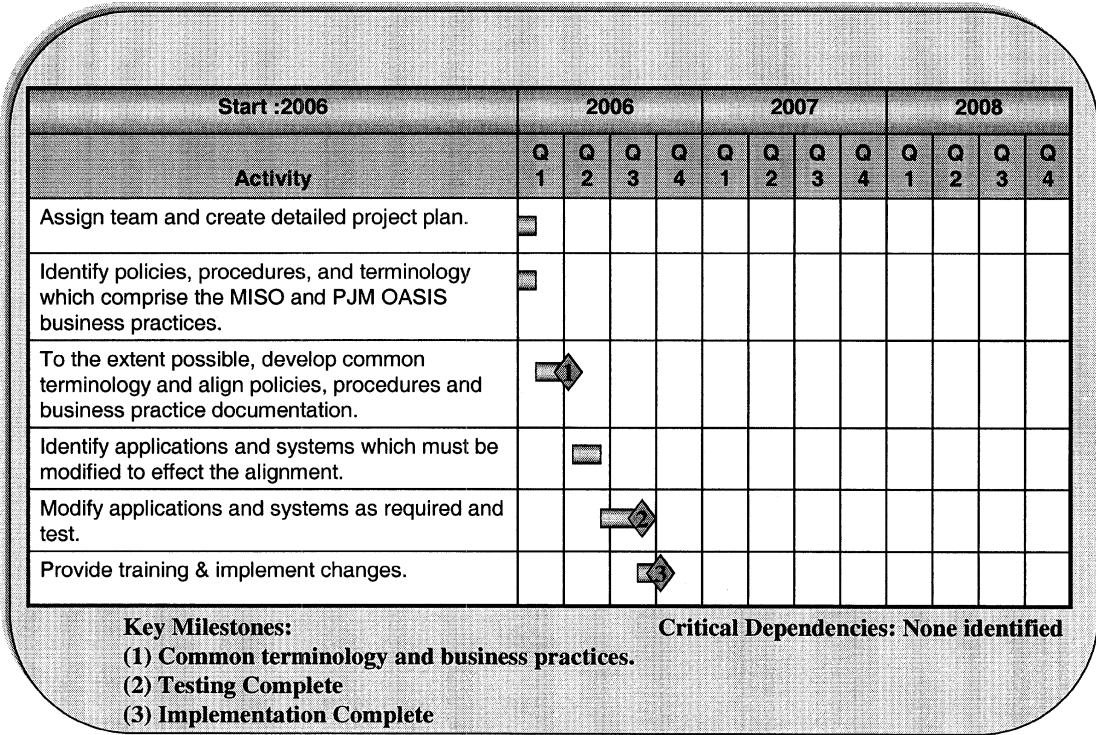 Start :2006 2006 2007 2008
Activity Q 1 Q 2 Q 3 Q 4 Q 1 Q 2 Q 3 Q 4 Q 1 Q 2 Q 3 Q 4
Assign team and create detailed project plan.
Identify policies, procedures, and terminology
which comprise the MISO and PJM OASIS
business practices.
To the extent possible, develop common
terminology and align policies, procedures and
business practice documentation.
1
Identify applications and systems which must be
modified to effect the alignment.
Modify applications and systems as required and
test.
2
Provide training & implement changes.
3
Key Milestones:
Critical Dependencies: None identified
(1) Common terminology and business practices.
(2) Testing Complete
(3) Implementation Complete